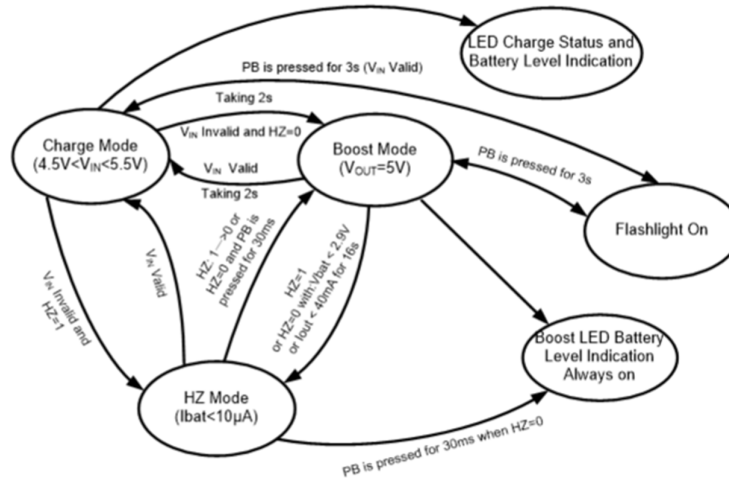 LED Charge Status and
Battery Level Indication
PB is pressed for 3s (VIN Valid)
Taking 2s
Charge Mode
(4.5V<VIN<5.5V)
VIN Invalid and HZ=0
Boost Mode
(VOUT=5V)
VIN Valid
Taking 2s
PB is pressed for 3s
Flashlight On
VIN Invalid and
HZ=1
VIN Valid
HZ: 1--->0 or
HZ=0 and PB is
pressed for 30ms
HZ=1
or HZ=0 with:Vbat < 2.9V
or Iout < 40mA for 16s
Boost LED Battery
Level Indication
Always on
HZ Mode
(Ibat<10µA)
PB is pressed for 30ms when HZ=0